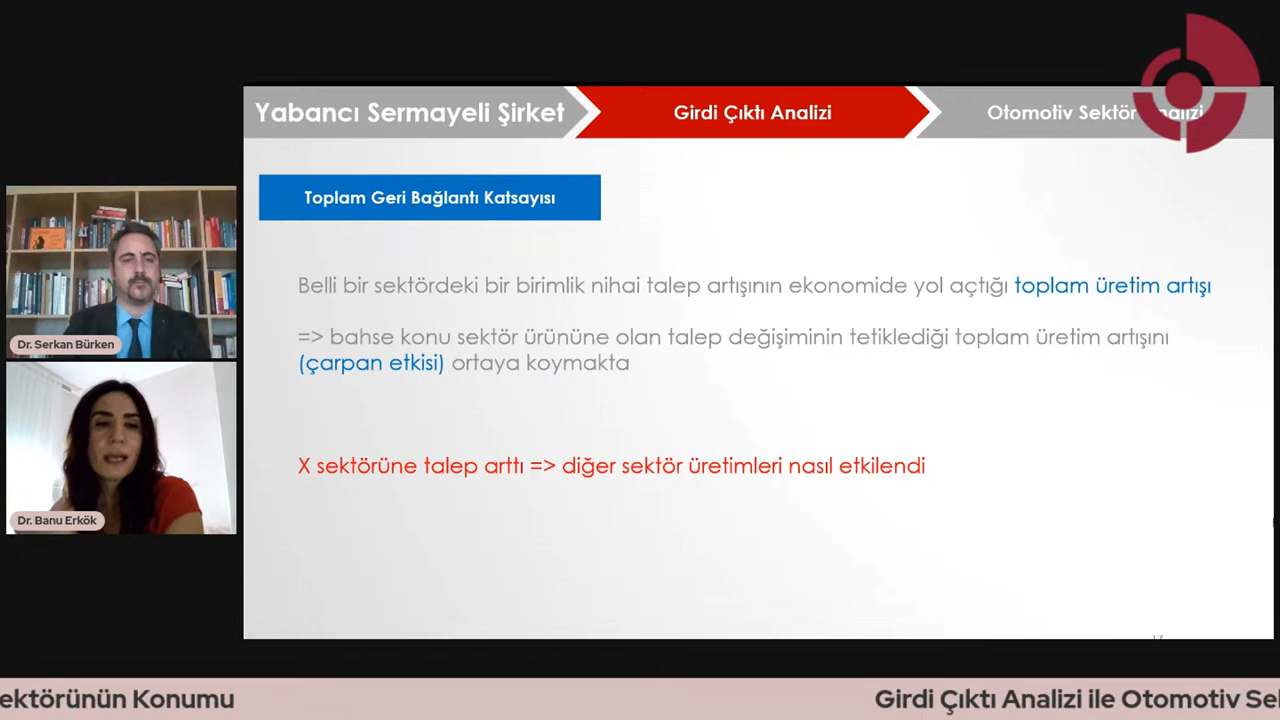 Yabancı Sermayeli Şirket
Girdi Çıktı Analizi
Otomotiv Sektör Analizi
Toplam Geri Bağlantı Katsayısı
Belli bir sektördeki bir birimlik nihai talep artışının ekonomide yol açtığı toplam üretim artışı
=> bahse konu sektör ürününe olan talep değişiminin tetiklediği toplam üretim artışını
(çarpan etkisi) ortaya koymakta
X sektörüne talep arttı => diğer sektör üretimleri nasıl etkilendi
Dr. Serkan Bürken
Dr. Banu Erkök
ektörünün Konumu
Girdi Çıktı Analizi ile Otomotiv Sek